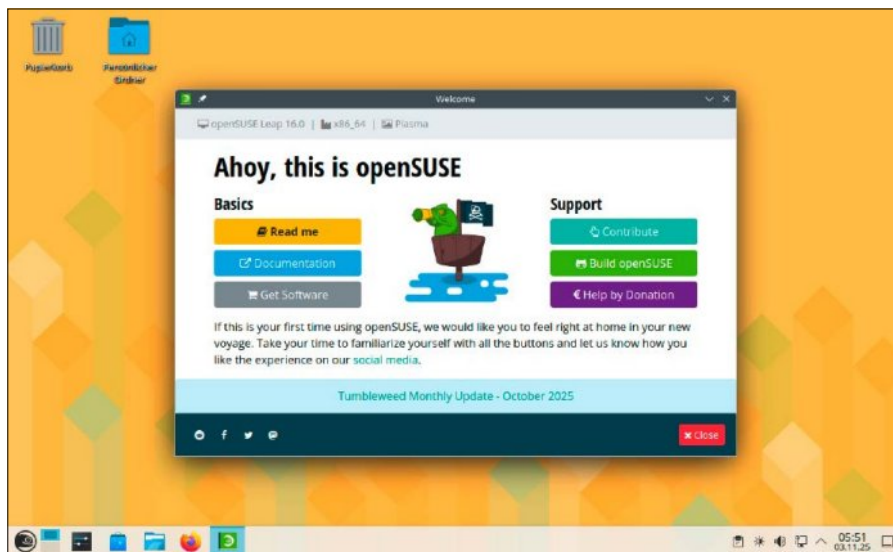 Papierkorb
Persönlicher
Ordner
Welcome
openSUSE Leap 16.0 | x86_64 | Plasma
Ahoy, this is openSUSE
Basics
Support
Read me
Contribute
Documentation
Build openSUSE
Get Software
Help by Donation
If this is your first time using openSUSE, we would like you to feel right at home in your new
voyage. Take your time to familiarize yourself with all the buttons and let us know how you
like the experience on our social media.
Tumbleweed Monthly Update - October 2025
Close
05:51
03.11.25